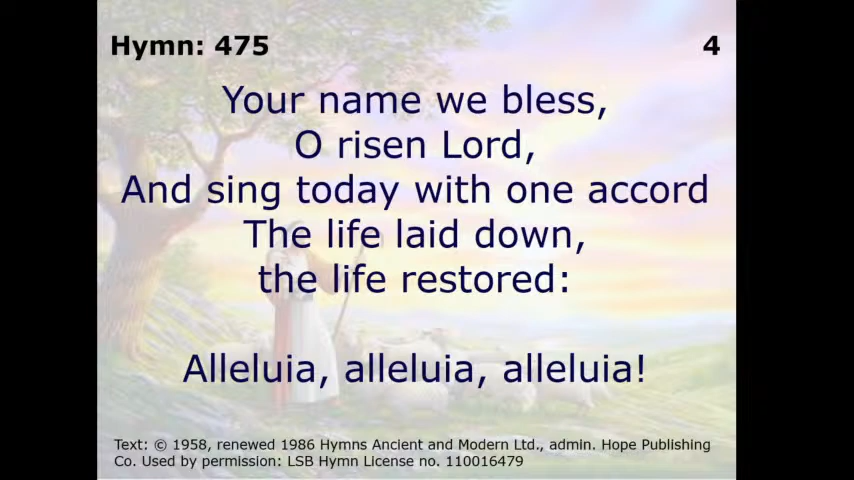 Hymn: 475
4
Your name we bless,
O risen Lord,
And sing today with one accord
The life laid down,
the life restored:
Alleluia, alleluia, alleluia!
Text: © 1958, renewed 1986 Hymns Ancient and Modern Ltd., admin. Hope Publishing
Co. Used by permission: LSB Hymn License no. 110016479